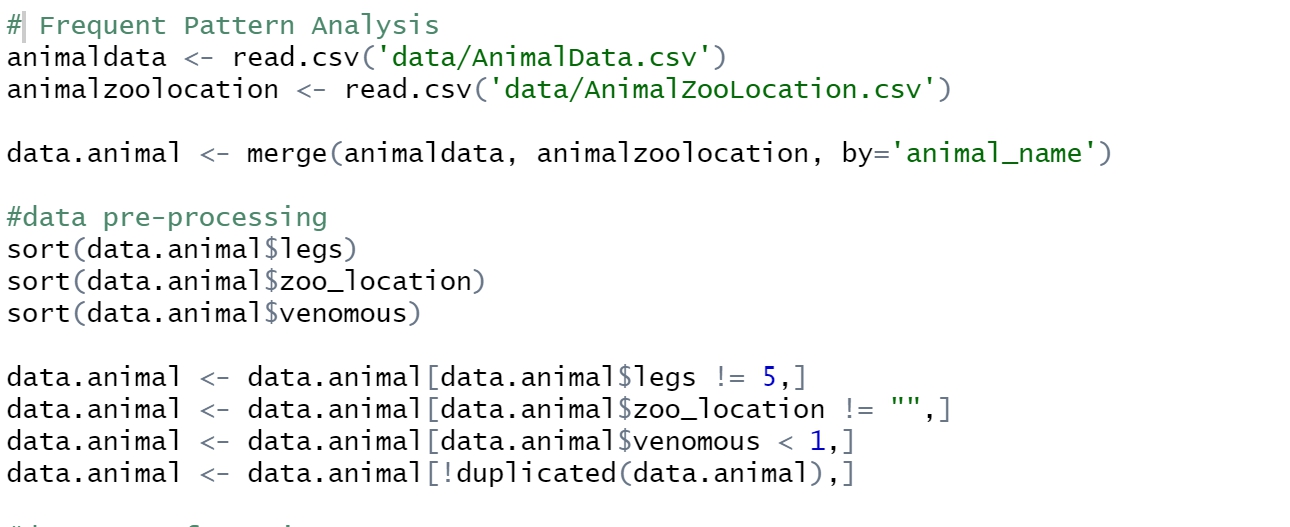 # Frequent Pattern Analysis
animaldata <- read.csv('data/AnimalData.csv')
animalzoolocation <- read.csv('data/AnimalZooLocation.csv')
data.animal <- merge(animaldata, animalzoolocation, by='animal_name')
#data pre-processing
sort(data.animal$legs)
sort(data.animal$zoo_location)
sort(data.animal$venomous)
data.animal <- data.animal[data.animal$legs != 5,]
data.animal <- data.animal[data.animal$zoo_location != "",]
data.animal <- data.animal[data.animal$venomous < 1,]
data.animal <- data.animal[!duplicated(data.animal),]